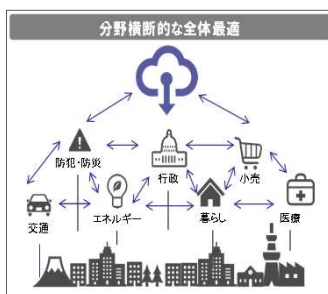 分野横断的な全体最適
防犯・防災
行政
小売
交通
エネルギー
暮らし
医療